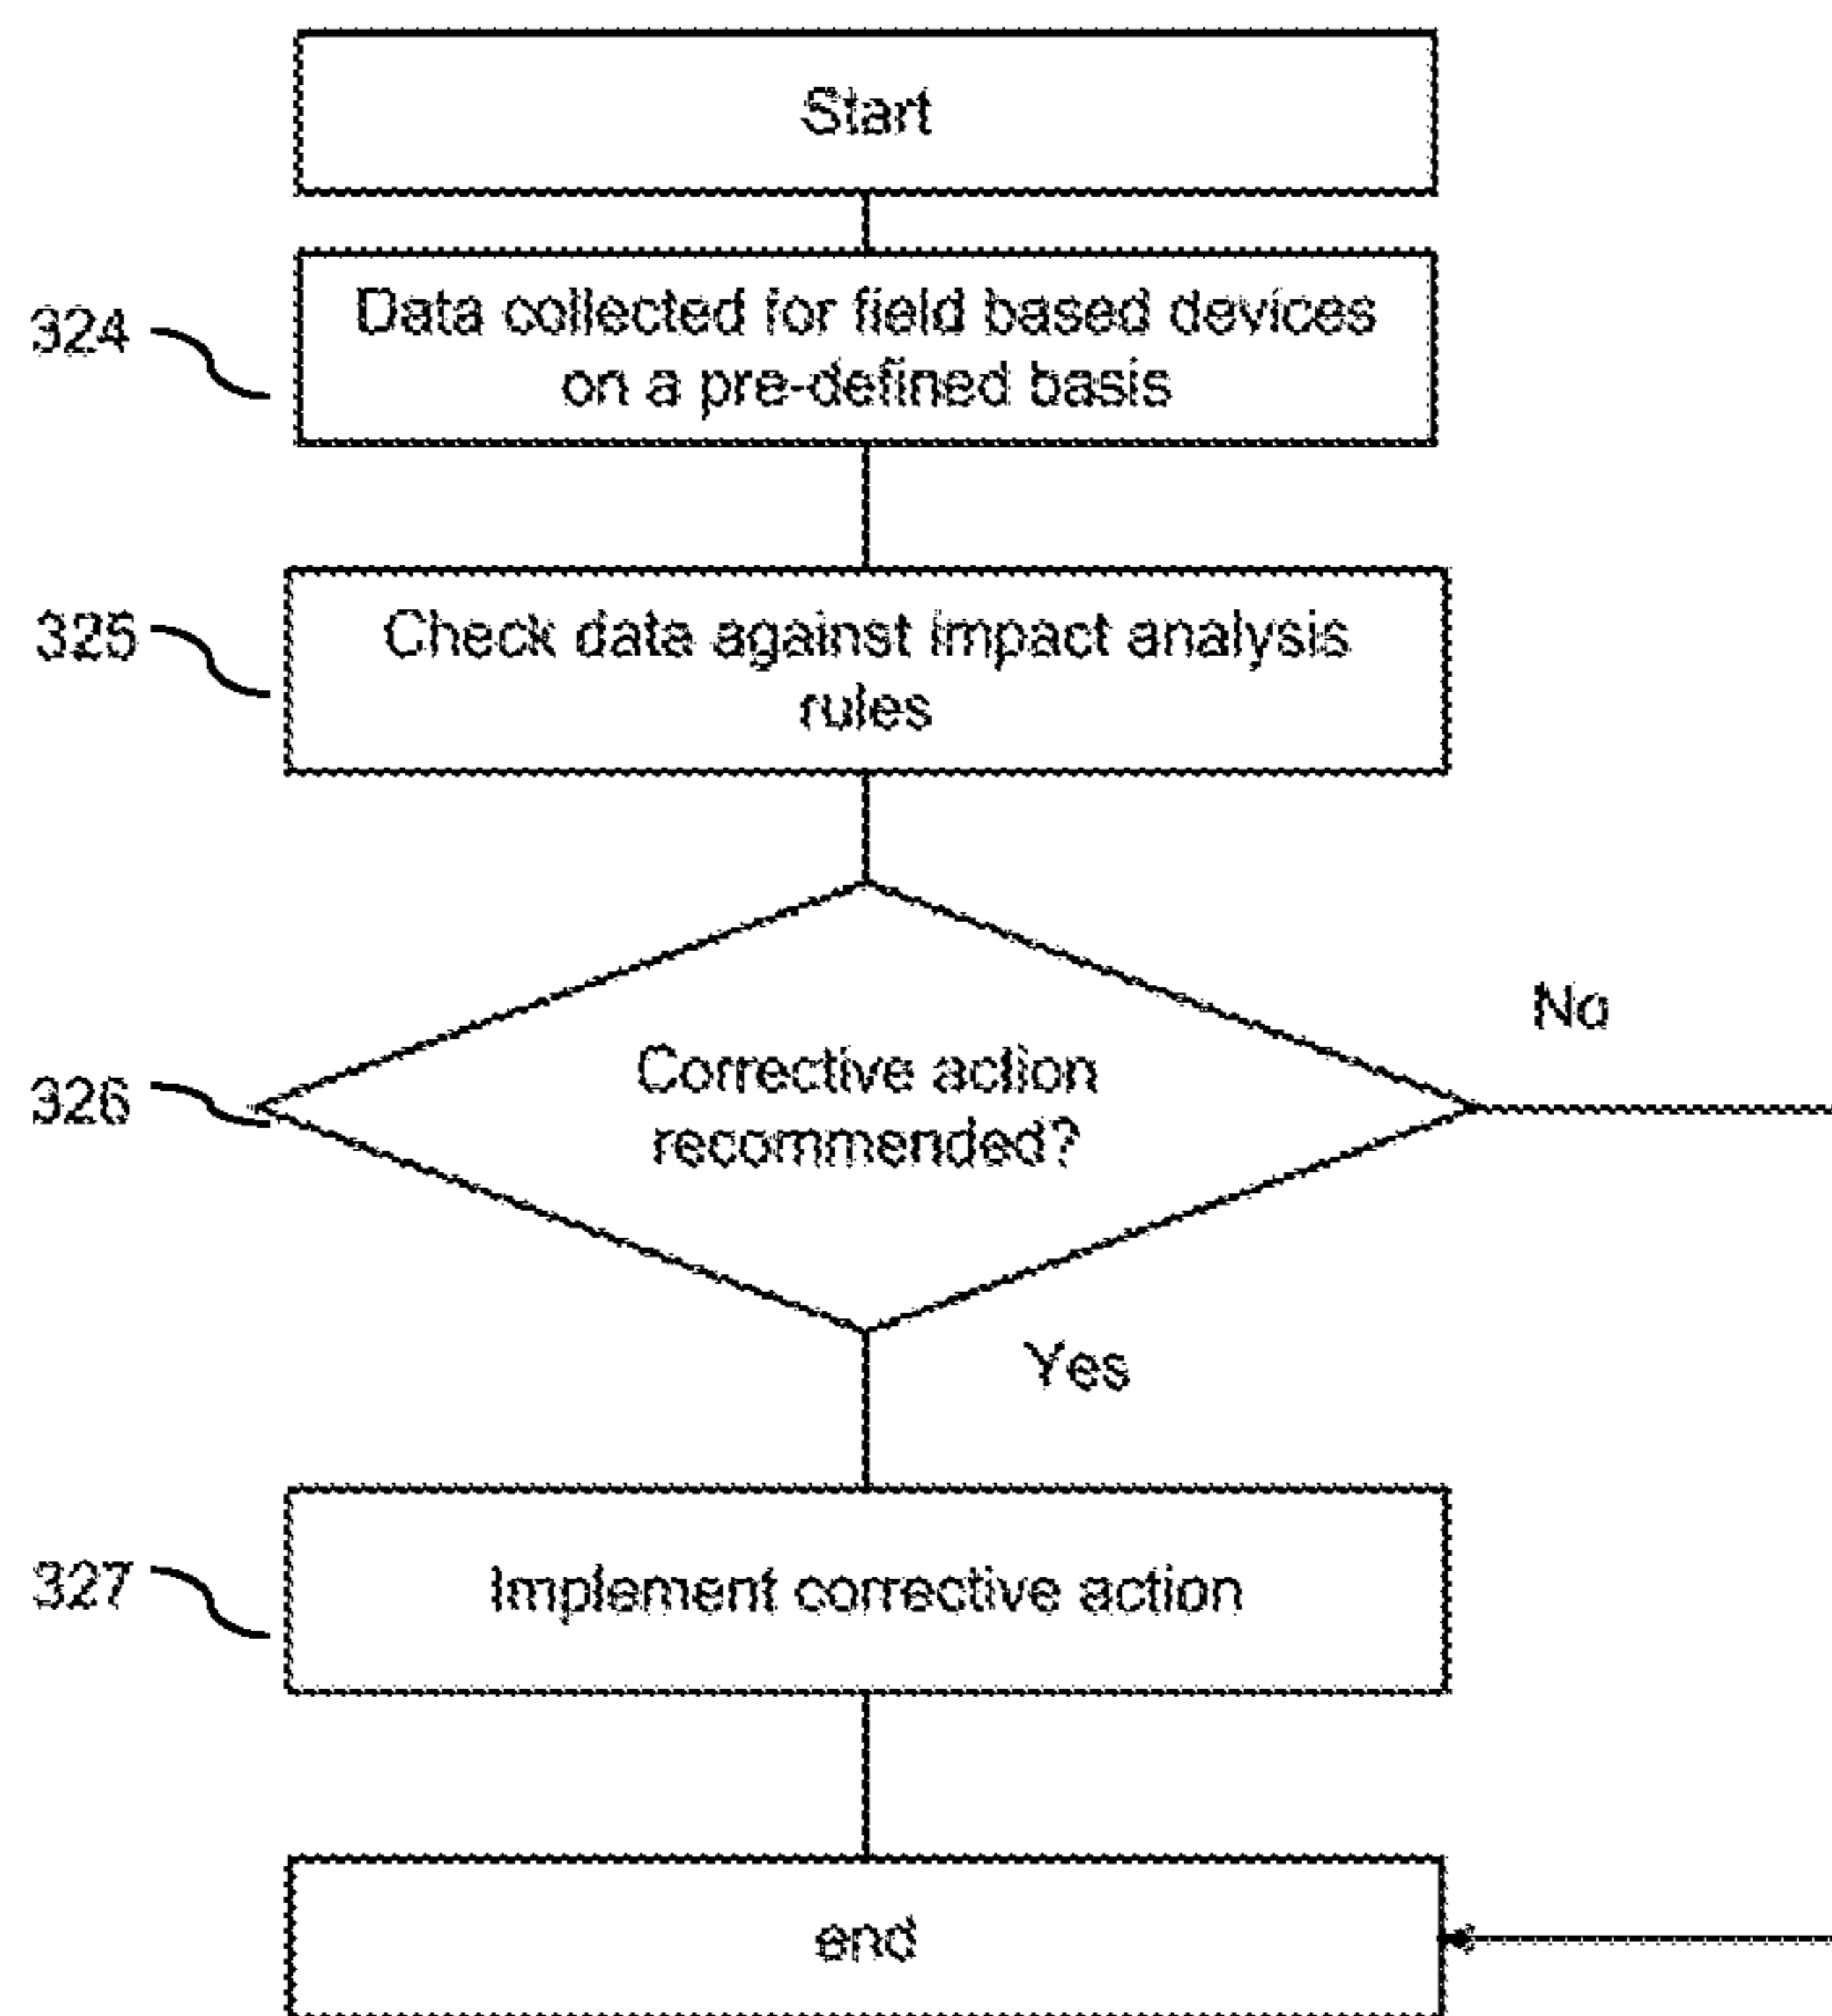 Start
324
Data collected for field based devices
on a pre-defined basis
325
Check data against impact analysis
rules
No
326
Corrective action
recommended?
Yes
327
Implement corrective action
end